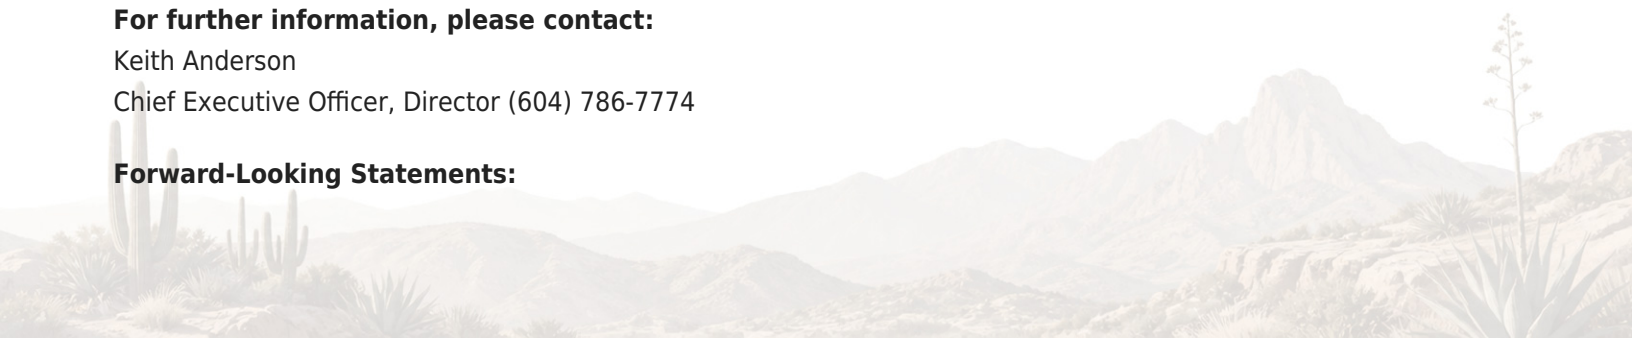 For further information, please contact:
Keith Anderson
Chief Executive Officer, Director (604) 786-7774
Forward-Looking Statements: